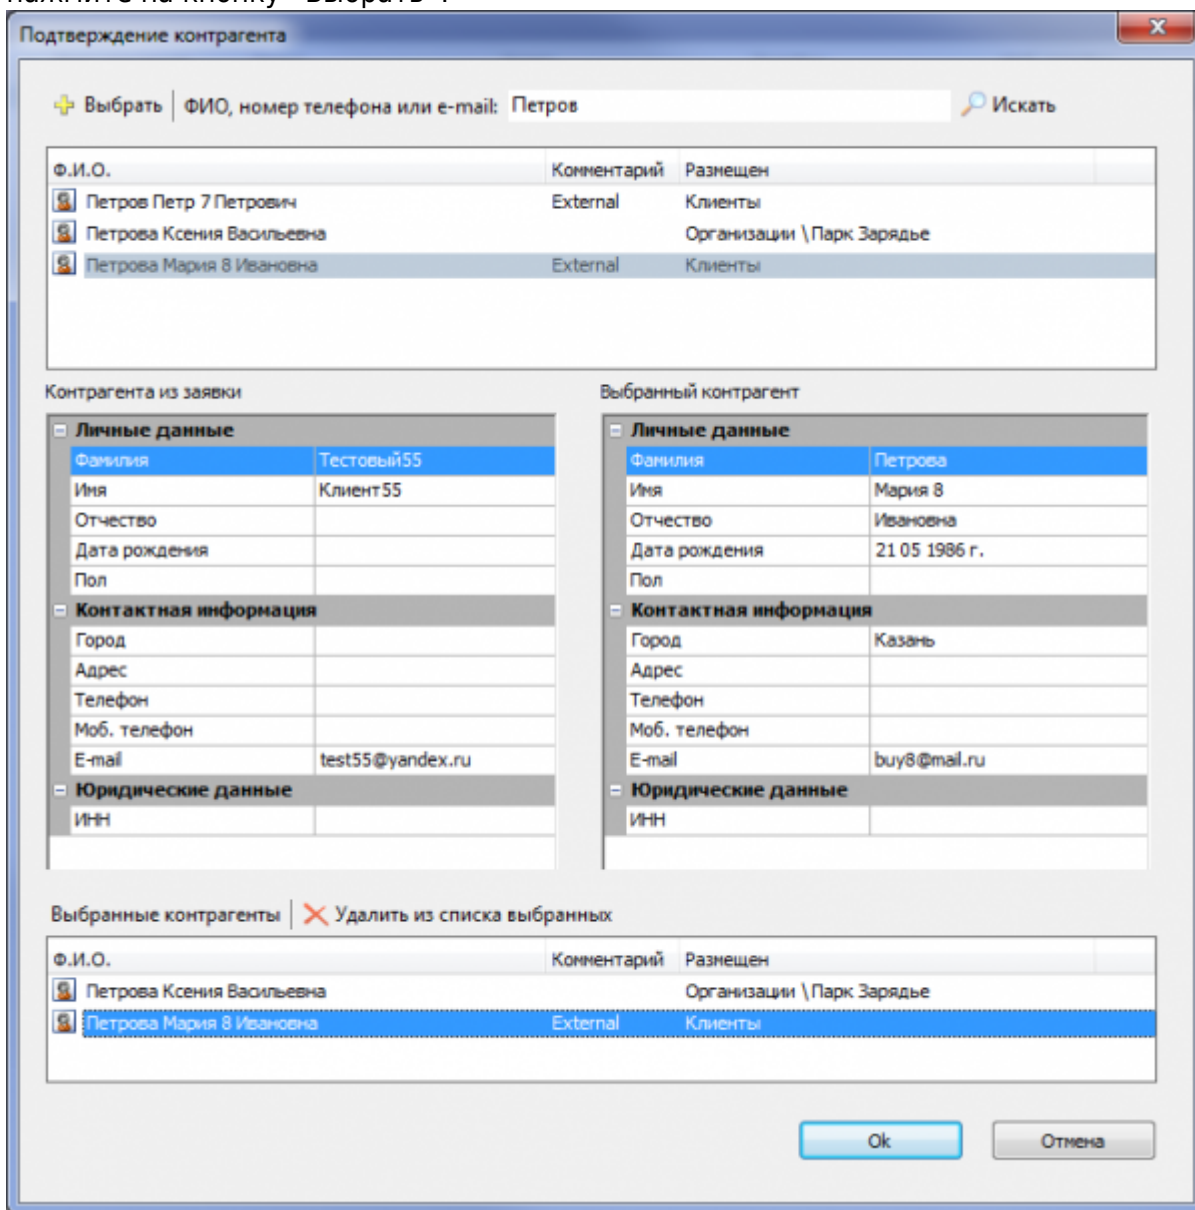 нажмите на кнопку "Выбрать".
Подтверждение контрагента
Выбрать ФИО, номер телефона или e-mail: Петров Искать
Ф.И.О. Комментарий Размещен
Петров Петр 7 Петрович External Клиенты
Петрова Ксения Васильевна Организации \ Парк Зарядье
Петрова Мария 8 Ивановна External Клиенты
Контрагента из заявки Выбранный контрагент
Личные данные Личные данные
Фамилия Тестовый55 Фамилия Петрова
Имя Клиент55 Имя Мария 8
Отчество Отчество Ивановна
Дата рождения Дата рождения 21 05 1986 г.
Пол Пол
Контактная информация Контактная информация
Город Город Казань
Адрес Адрес
Телефон Телефон
Моб. телефон Моб. телефон
E-mail test55@yandex.ru E-mail buy8@mail.ru
Юридические данные Юридические данные
ИНН ИНН
Выбранные контрагенты Удалить из списка выбранных
Ф.И.О. Комментарий Размещен
Петрова Ксения Васильевна Организации \ Парк Зарядье
Петрова Мария 8 Ивановна External Клиенты
Ok Отмена